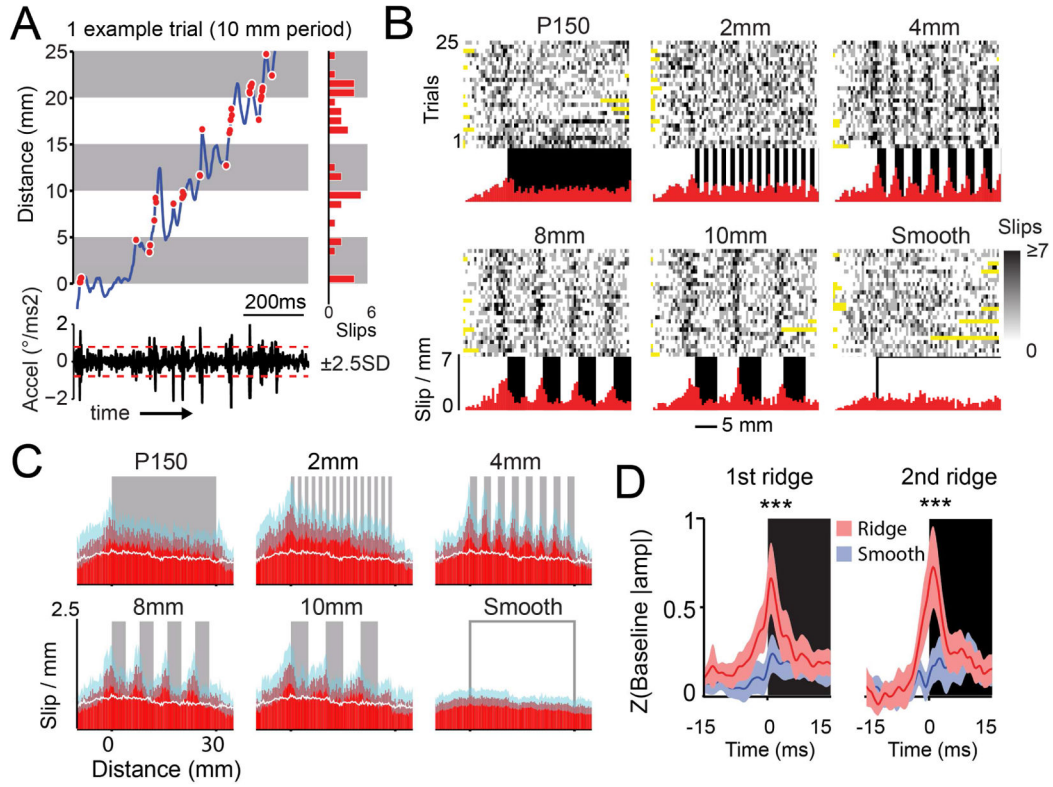 A
1 example trial (10 mm period)
25
20
15
10
5
0
Distance (mm)
200ms
0 6
Slips
2
0
−2
Accel (°/ms2)
±2.5SD
time
B
P150 2mm 4mm
25
1
Trials
8mm 10mm Smooth
Slips
≥7
0
7
0
Slip / mm
5 mm
C
P150 2mm 4mm
8mm 10mm Smooth
2.5
Slip / mm
0 30
Distance (mm)
D
1st ridge 2nd ridge
*** ***
Ridge
Smooth
1
0.5
0
Z(Baseline |amp|)
-15 0 15 -15 0 15
Time (ms) Time (ms)